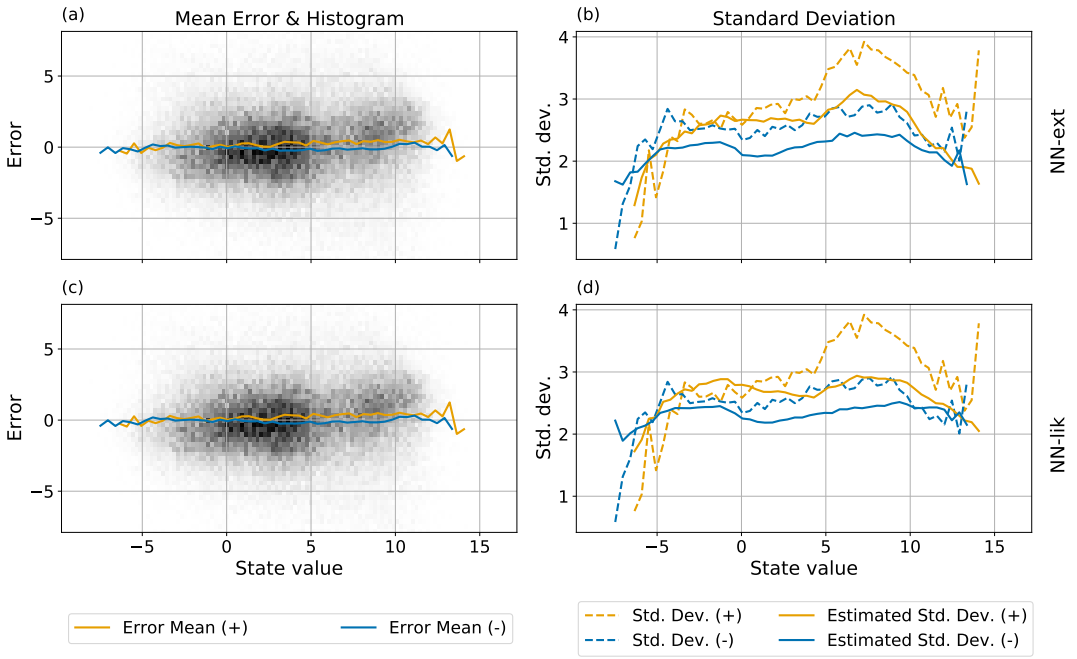 (a)
Mean Error & Histogram
(b)
Standard Deviation
5
0
−5
Error
4
3
2
1
Std. dev.
NN-ext
(c)
(d)
5
0
−5
Error
4
3
2
1
Std. dev.
NN-lik
−5 0 5 10 15
−5 0 5 10 15
State value
State value
Error Mean (+) Error Mean (-)
Std. Dev. (+) Estimated Std. Dev. (+)
Std. Dev. (-) Estimated Std. Dev. (-)